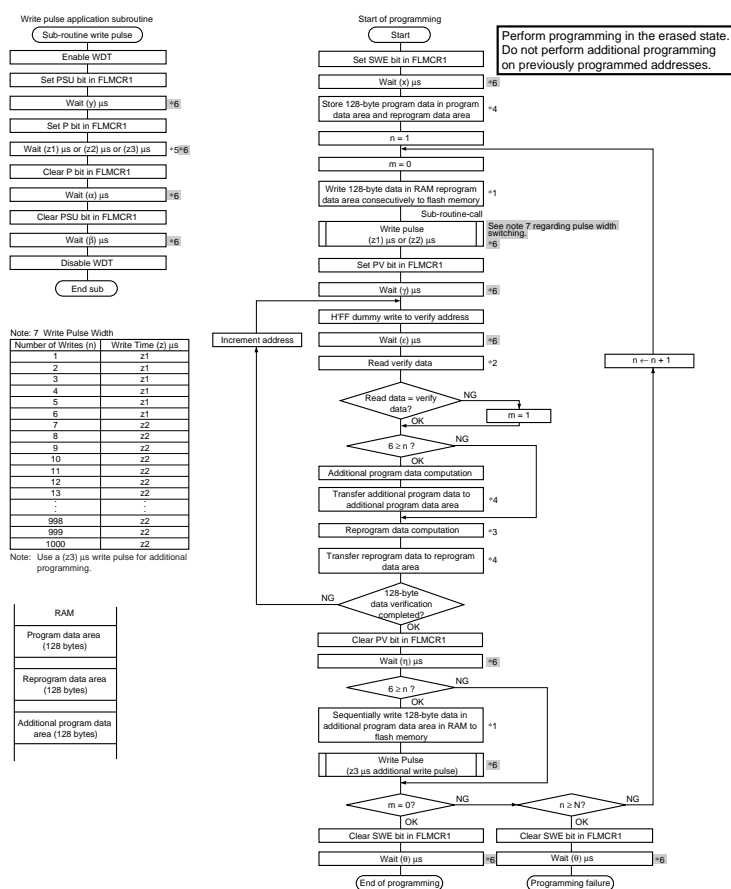 Write pulse application subroutine
Sub-routine write pulse
Enable WDT
Set PSU bit in FLMCR1
Wait (y) µs
*6
Set P bit in FLMCR1
Wait (z1) µs or (z2) µs or (z3) µs
*5*6
Clear P bit in FLMCR1
Wait (α) µs
*6
Clear PSU bit in FLMCR1
Wait (β) µs
*6
Disable WDT
End sub
Note: 7 Write Pulse Width
Number of Writes (n) Write Time (z) µs
1 z1
2 z1
3 z1
4 z1
5 z1
6 z1
7 z2
8 z2
9 z2
10 z2
11 z2
12 z2
13 z2
⋮ ⋮
998 z2
999 z2
1000 z2
Note: Use a (z3) µs write pulse for additional
programming.
RAM
Program data area
(128 bytes)
Reprogram data area
(128 bytes)
Additional program data
area (128 bytes)
Start of programming
Start
Perform programming in the erased state.
Do not perform additional programming
on previously programmed addresses.
Set SWE bit in FLMCR1
Wait (x) µs
*6
Store 128-byte program data in program
data area and reprogram data area
*4
n = 1
m = 0
Write 128-byte data in RAM reprogram
data area consecutively to flash memory
*1
Sub-routine-call
Write pulse
(z1) µs or (z2) µs
See note 7 regarding pulse width
switching.
*6
Set PV bit in FLMCR1
Wait (γ) µs
*6
H'FF dummy write to verify address
Increment address
Wait (ε) µs
*6
Read verify data
*2
n ← n + 1
Read data = verify
data?
NG
m = 1
OK
6 ≥ n ?
NG
OK
Additional program data computation
Transfer additional program data to
additional program data area
*4
Reprogram data computation
*3
Transfer reprogram data to reprogram
data area
*4
128-byte
data verification
completed?
NG
OK
Clear PV bit in FLMCR1
Wait (η) µs
*6
6 ≥ n ?
NG
OK
Sequentially write 128-byte data in
additional program data area in RAM to
flash memory
*1
Write Pulse
(z3 µs additional write pulse)
*6
m = 0?
NG
n ≥ N?
NG
OK
OK
Clear SWE bit in FLMCR1
Clear SWE bit in FLMCR1
Wait (θ) µs
*6
Wait (θ) µs
*6
End of programming
Programming failure